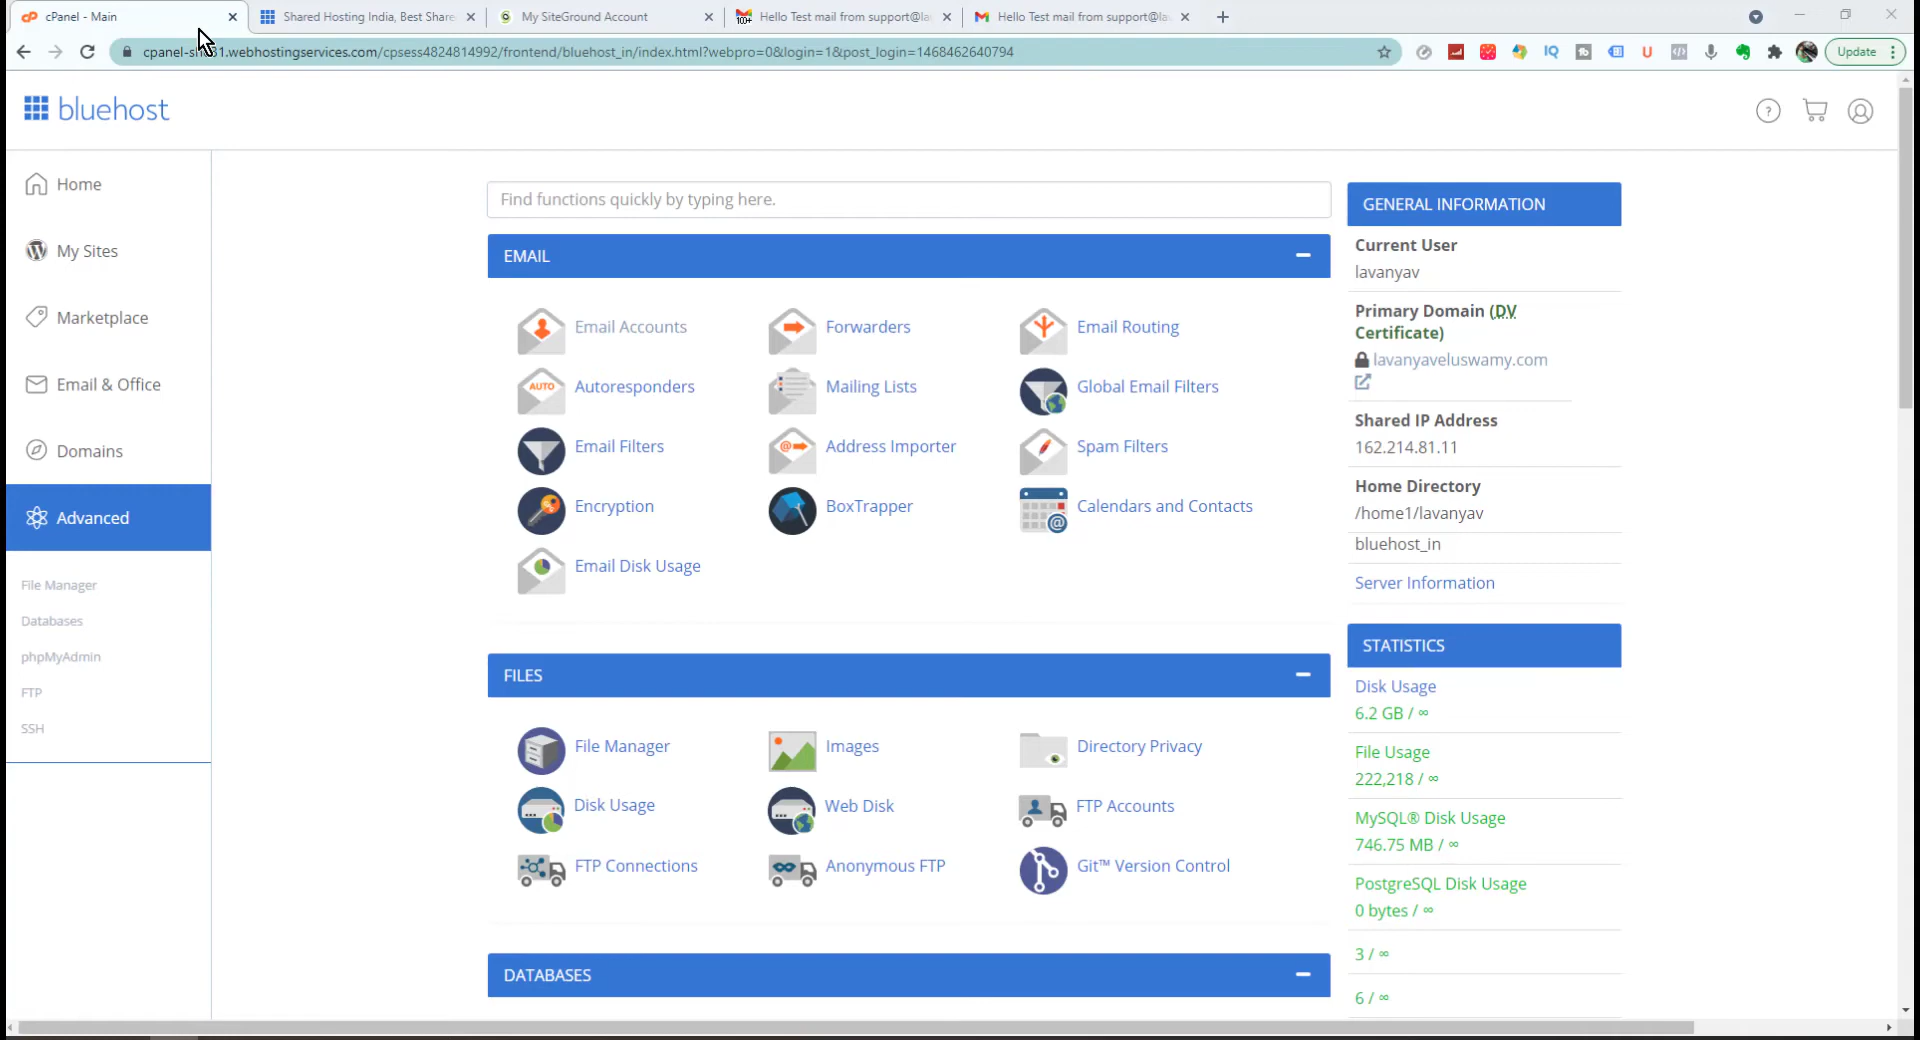 cPanel - Main
Shared Hosting India, Best Share
My SiteGround Account
Hello Test mail from support@la
Hello Test mail from support@la
cpanel-sh
31.webhostingservices.com/cpsess4824814992/frontend/bluehost_in/index.html?webpro=0&login=1&post_login=1468462640794
Update
bluehost
Home
My Sites
Marketplace
Email & Office
Domains
Advanced
File Manager
Databases
phpMyAdmin
FTP
SSH
Find functions quickly by typing here.
EMAIL
Email Accounts
Forwarders
Email Routing
AUTO
Autoresponders
Mailing Lists
Global Email Filters
Email Filters
Address Importer
Spam Filters
Encryption
BoxTrapper
Calendars and Contacts
Email Disk Usage
FILES
File Manager
Images
Directory Privacy
Disk Usage
Web Disk
FTP Accounts
FTP Connections
Anonymous FTP
Git™ Version Control
DATABASES
GENERAL INFORMATION
Current User
lavanyav
Primary Domain (DV
Certificate)
lavanyaveluswamy.com
Shared IP Address
162.214.81.11
Home Directory
/home1/lavanyav
bluehost_in
Server Information
STATISTICS
Disk Usage
6.2 GB / ∞
File Usage
222,218 / ∞
MySQL® Disk Usage
746.75 MB / ∞
PostgreSQL Disk Usage
0 bytes / ∞
3 / ∞
6 / ∞